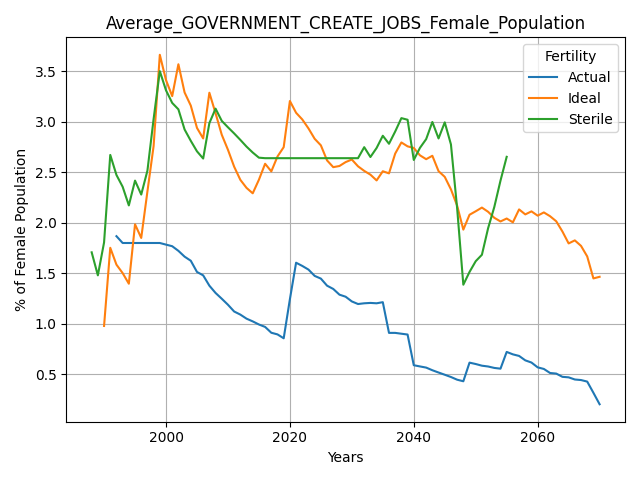 Average_GOVERNMENT_CREATE_JOBS_Female_Population
Fertility
Actual
Ideal
Sterile
% of Female Population
3.5
3.0
2.5
2.0
1.5
1.0
0.5
2000
2020
2040
2060
Years